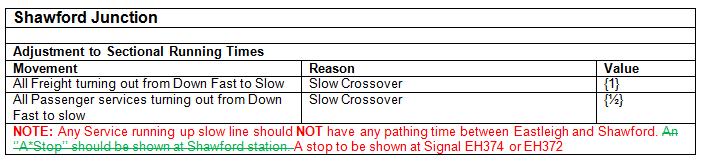 Shawford Junction
Adjustment to Sectional Running Times
Movement Reason Value
All Freight turning out from Down Fast to Slow Slow Crossover {1}
All Passenger services turning out from Down Slow Crossover {½}
Fast to slow
NOTE: Any Service running up slow line should NOT have any pathing time between Eastleigh and Shawford. An
"A*Stop" should be shown at Shawford station. A stop to be shown at Signal EH374 or EH372